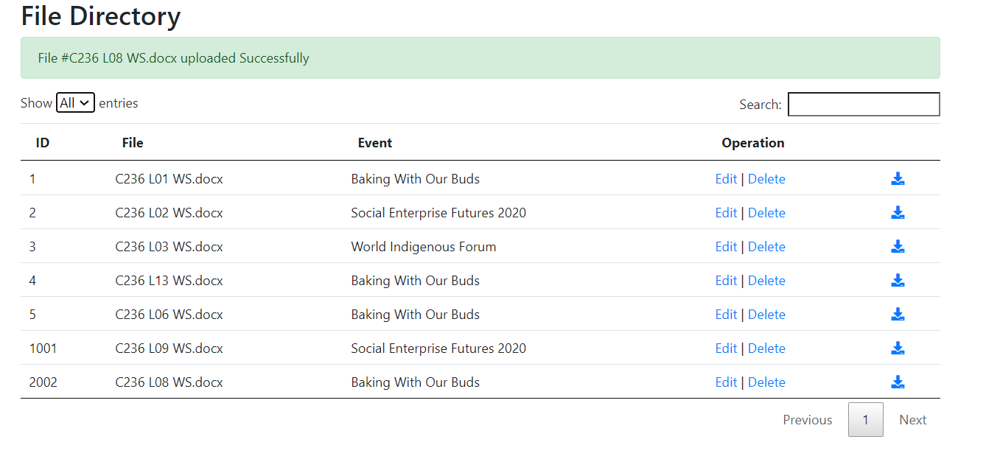 File Directory
File #C236 L08 WS.docx uploaded Successfully
Show All entries Search:
ID File Event Operation
1 C236 L01 WS.docx Baking With Our Buds Edit | Delete
2 C236 L02 WS.docx Social Enterprise Futures 2020 Edit | Delete
3 C236 L03 WS.docx World Indigenous Forum Edit | Delete
4 C236 L13 WS.docx Baking With Our Buds Edit | Delete
5 C236 L06 WS.docx Baking With Our Buds Edit | Delete
1001 C236 L09 WS.docx Social Enterprise Futures 2020 Edit | Delete
2002 C236 L08 WS.docx Baking With Our Buds Edit | Delete
Previous 1 Next